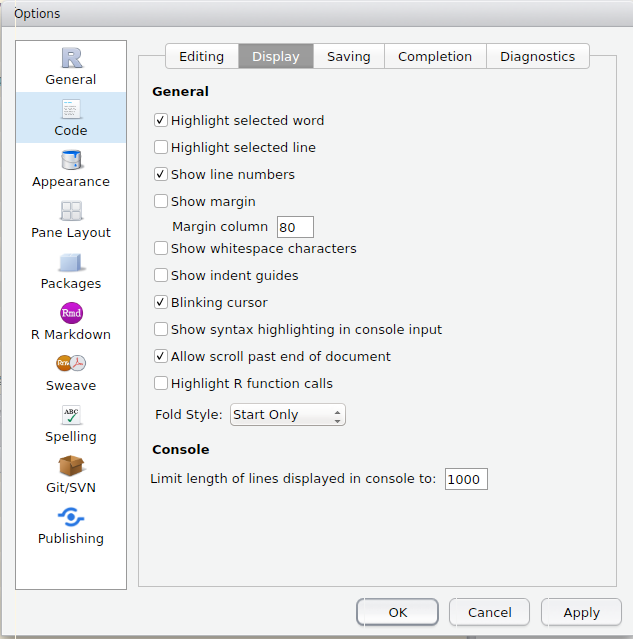 Options
General
Code
Appearance
Pane Layout
Packages
Rmd
R Markdown
Sweave
ABC
Spelling
Git/SVN
Publishing
Editing Display Saving Completion Diagnostics
General
Highlight selected word
Highlight selected line
Show line numbers
Show margin
Margin column 80
Show whitespace characters
Show indent guides
Blinking cursor
Show syntax highlighting in console input
Allow scroll past end of document
Highlight R function calls
Fold Style: Start Only
Console
Limit length of lines displayed in console to: 1000
OK Cancel Apply